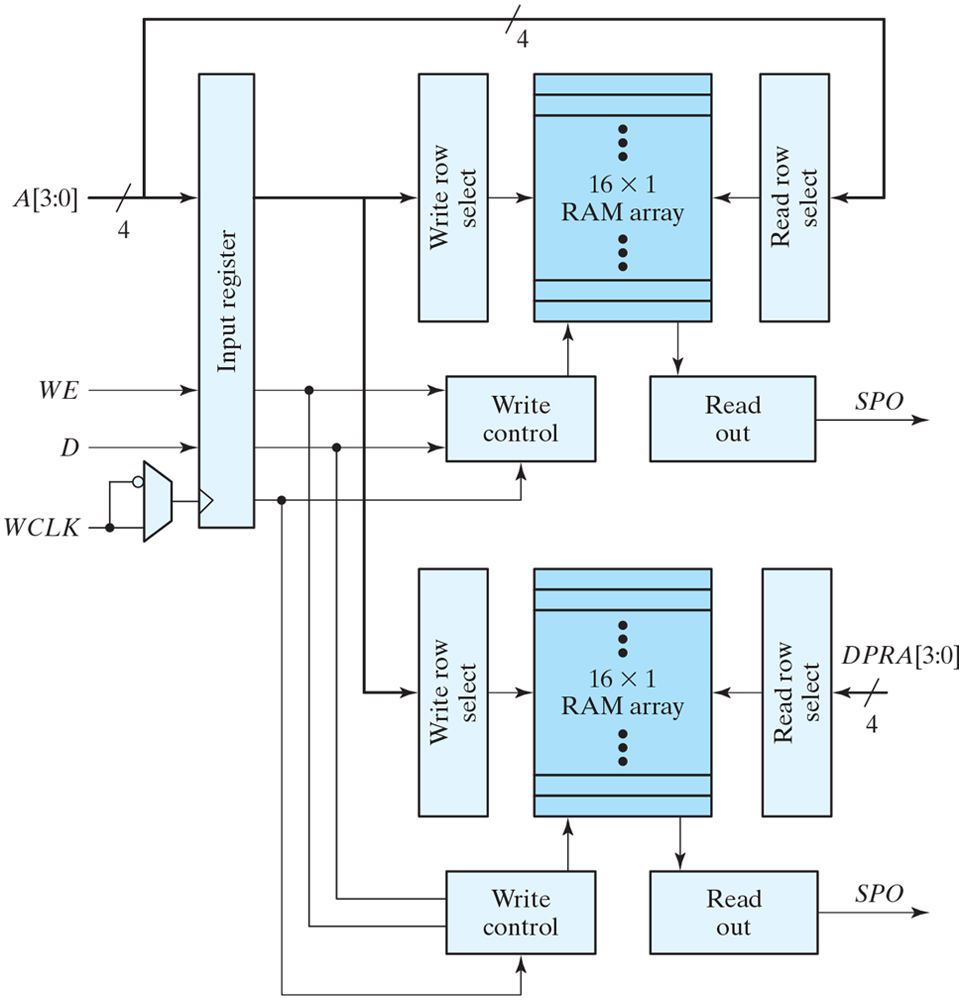 4
A[3:0]
4
Input register
Write row
select
16 × 1
RAM array
Read row
select
WE
D
WCLK
Write
control
Read
out
SPO
Write row
select
16 × 1
RAM array
Read row
select
DPRA[3:0]
4
Write
control
Read
out
SPO